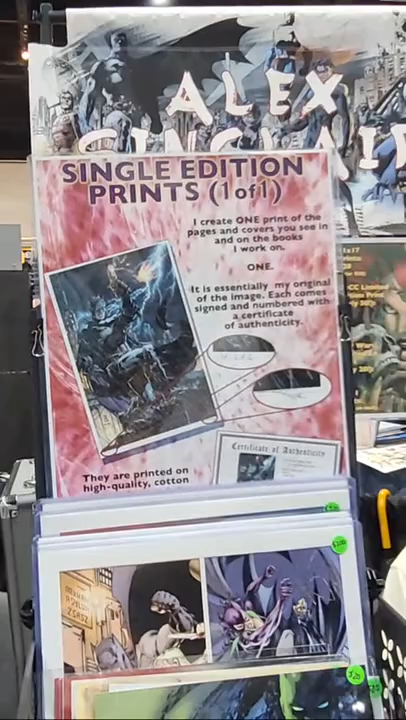 ALEX
SINCLAIR
SINGLE EDITION
PRINTS (1 of 1)
I create ONE print of the
pages and covers you see in
and on the books
I work on.
ONE.
It is essentially my original
of the image. Each comes
signed and numbered with
a certificate
of authenticity.
Certificate of Authenticity
They are printed on
high-quality, cotton